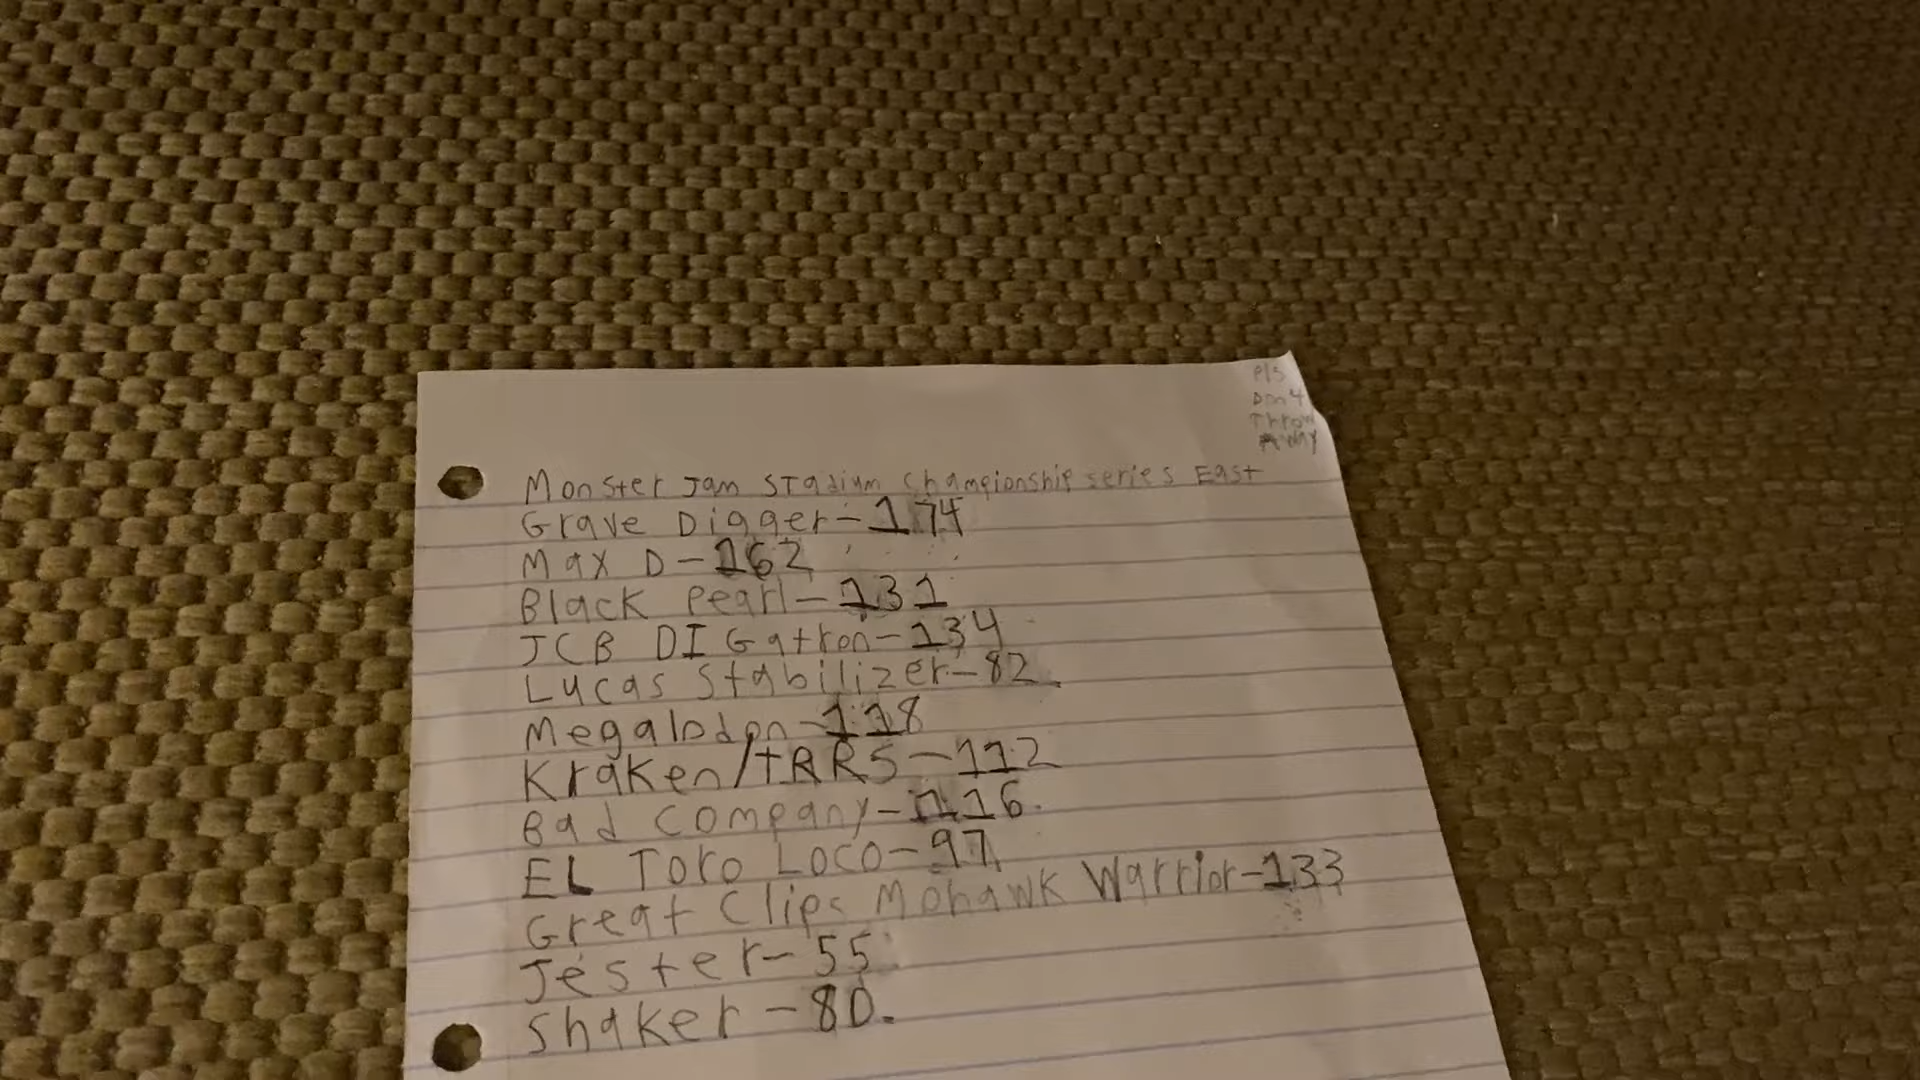 Pls
Don4
Throw
Away
Monster Jam Stadium Championship series East
Grave Digger-174
Max D-162
Black Pearl-131
JCB DIGatron-134
Lucas Stabilizer-82
Megalodon-118
Kraken/TRRS-112
Bad Company-116
EL Toro Loco-97
Great Clips Mohawk Warrior-133
Jester-55
Shaker-80